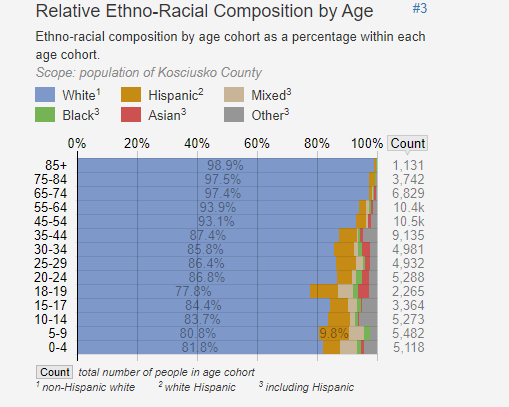 Relative Ethno-Racial Composition by Age #3
Ethno-racial composition by age cohort as a percentage within each
age cohort.
Scope: population of Kosciusko County
White¹ Hispanic² Mixed³
Black³ Asian³ Other³
0% 20% 40% 60% 80% 100% Count
85+ 98.9% 1,131
75-84 97.5% 3,742
65-74 97.4% 6,829
55-64 93.9% 10.4k
45-54 93.1% 10.5k
35-44 87.4% 9,135
30-34 85.8% 4,981
25-29 86.4% 4,932
20-24 86.8% 5,288
18-19 77.8% 2,265
15-17 84.4% 3,364
10-14 83.7% 5,273
5-9 80.8% 9.8% 5,482
0-4 81.8% 5,118
Count total number of people in age cohort
¹ non-Hispanic white ² white Hispanic ³ including Hispanic